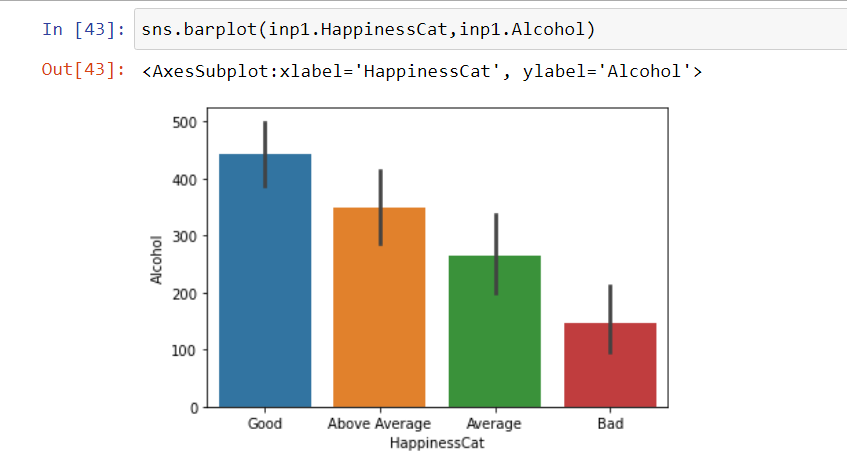 In [43]: sns.barplot(inp1.HappinessCat,inp1.Alcohol)
Out[43]: <AxesSubplot:xlabel='HappinessCat', ylabel='Alcohol'>
500
400
300
200
100
0
Alcohol
Good Above Average Average Bad
HappinessCat